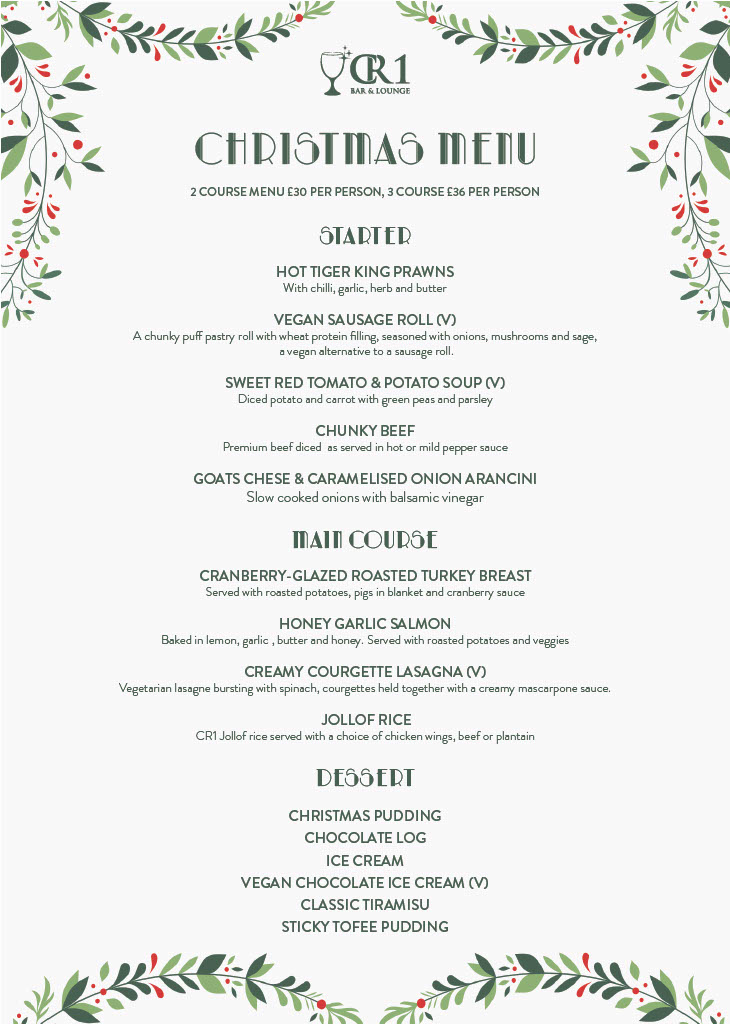 CR1
BAR & LOUNGE
CHRISTMAS MENU
2 COURSE MENU £30 PER PERSON, 3 COURSE £36 PER PERSON
STARTER
HOT TIGER KING PRAWNS
With chilli, garlic, herb and butter
VEGAN SAUSAGE ROLL (V)
A chunky puff pastry roll with wheat protein filling, seasoned with onions, mushrooms and sage,
a vegan alternative to a sausage roll.
SWEET RED TOMATO & POTATO SOUP (V)
Diced potato and carrot with green peas and parsley
CHUNKY BEEF
Premium beef diced  as served in hot or mild pepper sauce
GOATS CHESE & CARAMELISED ONION ARANCINI
Slow cooked onions with balsamic vinegar
MAIN COURSE
CRANBERRY-GLAZED ROASTED TURKEY BREAST
Served with roasted potatoes, pigs in blanket and cranberry sauce
HONEY GARLIC SALMON
Baked in lemon, garlic , butter and honey. Served with roasted potatoes and veggies
CREAMY COURGETTE LASAGNA (V)
Vegetarian lasagne bursting with spinach, courgettes held together with a creamy mascarpone sauce.
JOLLOF RICE
CR1 Jollof rice served with a choice of chicken wings, beef or plantain
DESSERT
CHRISTMAS PUDDING
CHOCOLATE LOG
ICE CREAM
VEGAN CHOCOLATE ICE CREAM (V)
CLASSIC TIRAMISU
STICKY TOFEE PUDDING